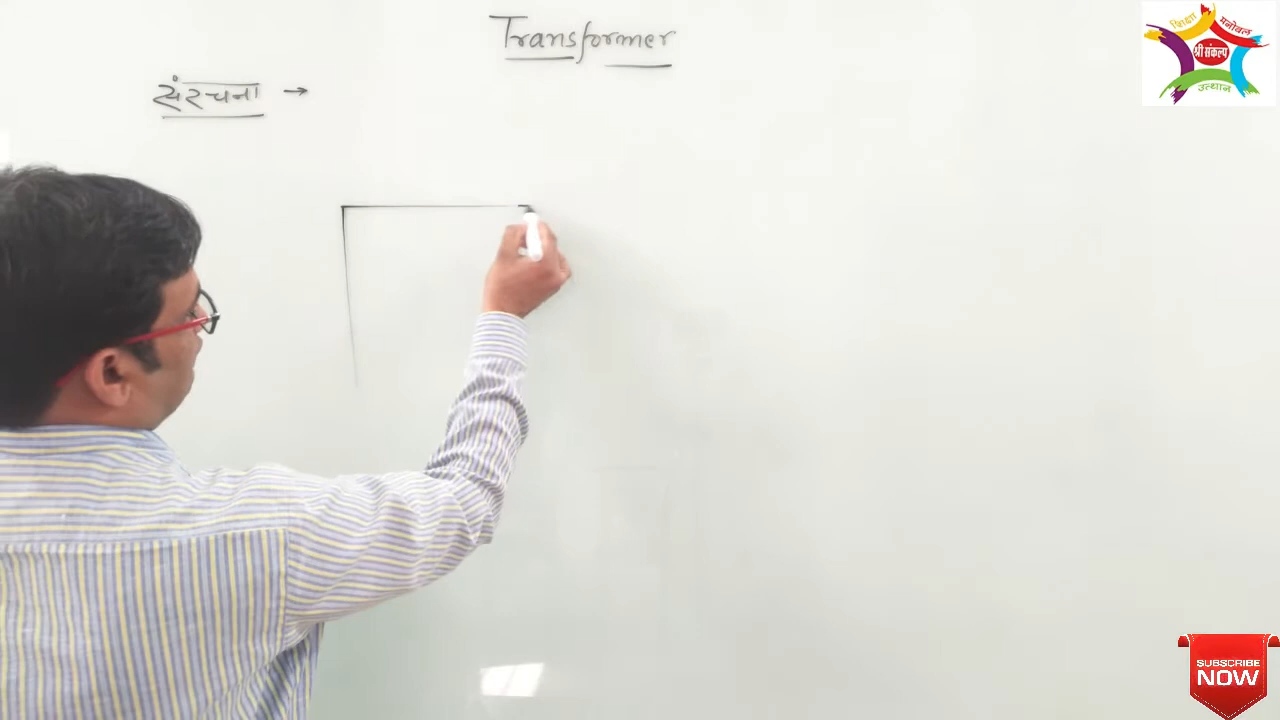 Transformer
संरचना →
शिक्षा
मनोबल
श्री संकल्प
उत्थान
SUBSCRIBE
NOW